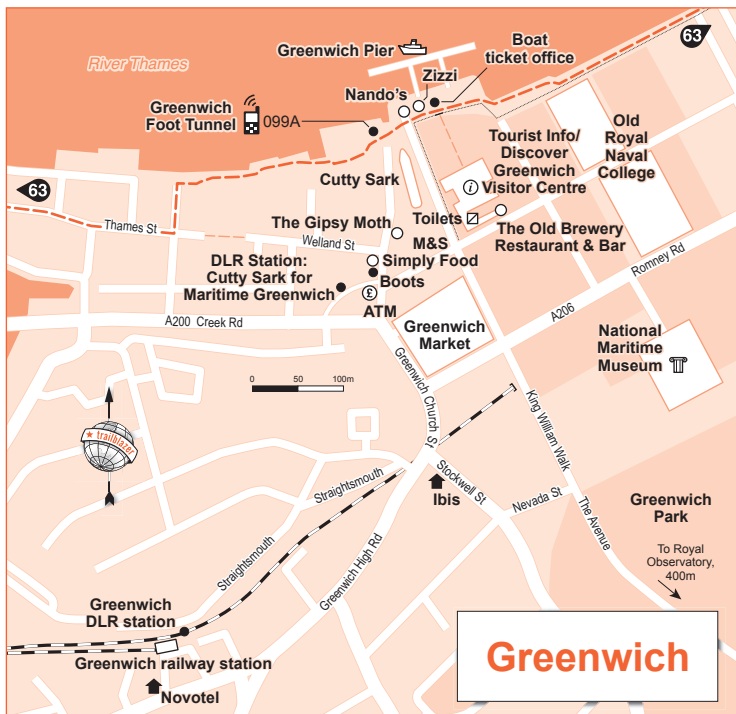 River Thames
Greenwich Pier
Boat
ticket office
63
Zizzi
Nando's
Greenwich
Foot Tunnel
099A
Tourist Info/
Discover
Greenwich
Visitor Centre
i
Old
Royal
Naval
College
Cutty Sark
63
Thames St
The Gipsy Moth
Toilets
The Old Brewery
Restaurant & Bar
Welland St
M&S
Simply Food
DLR Station:
Cutty Sark for
Maritime Greenwich
Boots
£
ATM
Romney Rd
A206
A200 Creek Rd
Greenwich
Market
National
Maritime
Museum
0 50 100m
Greenwich Church St
King William Walk
★ trailblazer
Straightsmouth
Stockwell St
Ibis
Nevada St
The Avenue
Greenwich
Park
To Royal
Observatory,
400m
Straightsmouth
Greenwich High Rd
Greenwich
DLR station
Greenwich railway station
Novotel
Greenwich